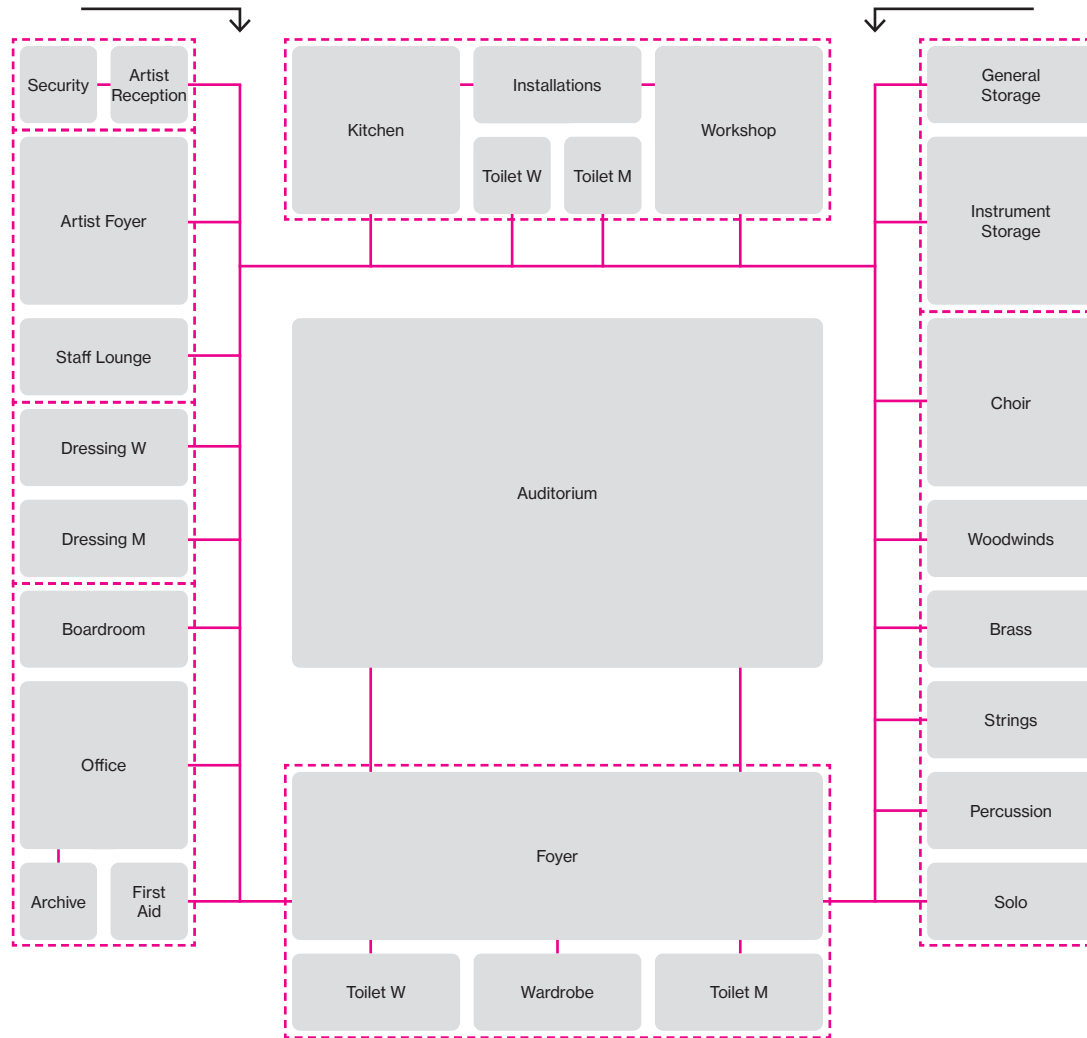 Security
Artist
Reception
Artist Foyer
Staff Lounge
Dressing W
Dressing M
Boardroom
Office
Archive
First
Aid
Kitchen
Installations
Toilet W
Toilet M
Workshop
Auditorium
Foyer
Toilet W
Wardrobe
Toilet M
General
Storage
Instrument
Storage
Choir
Woodwinds
Brass
Strings
Percussion
Solo